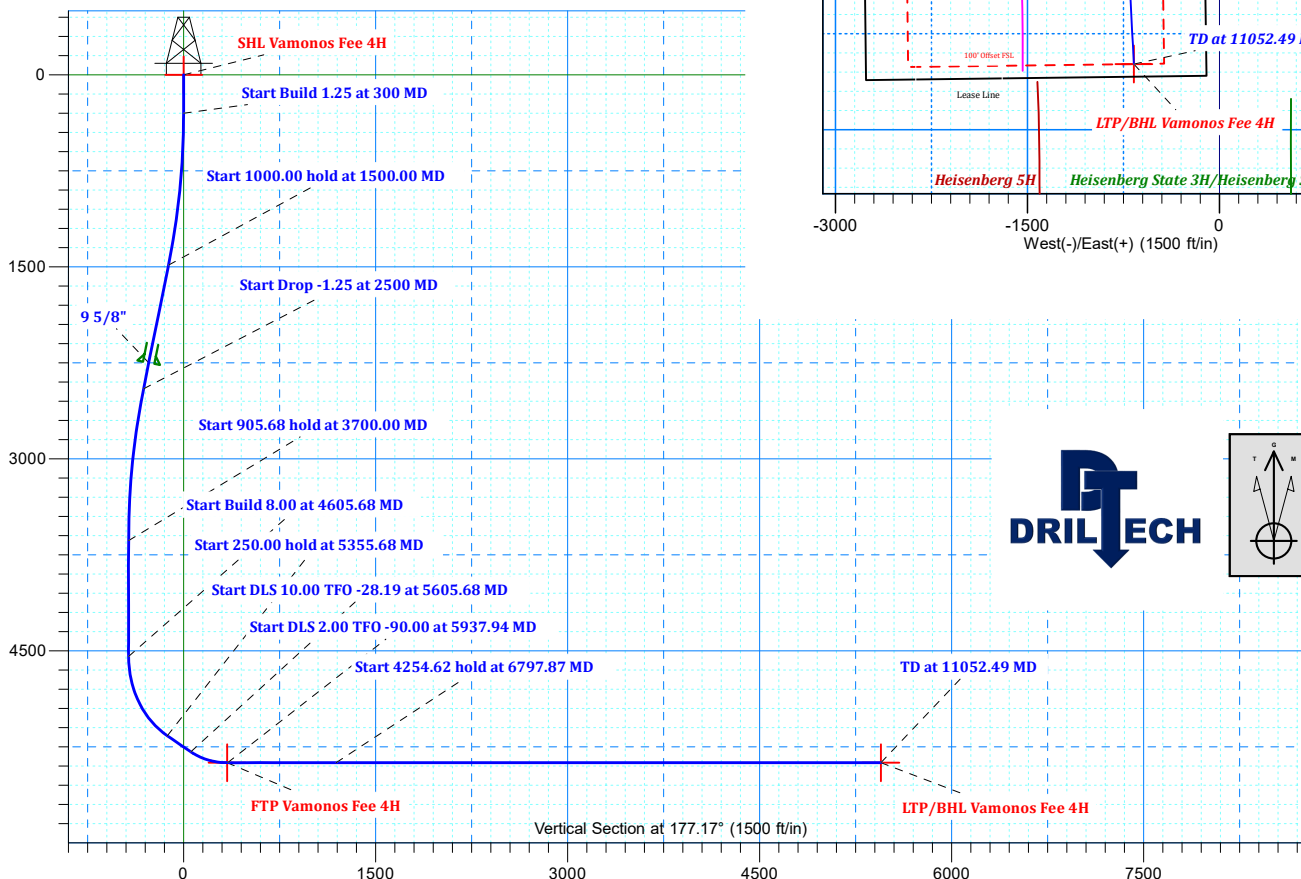 SHL Vamonos Fee 4H
0
Start Build 1.25 at 300 MD
Start 1000.00 hold at 1500.00 MD
1500
Start Drop -1.25 at 2500 MD
9 5/8"
Start 905.68 hold at 3700.00 MD
3000
Start Build 8.00 at 4605.68 MD
Start 250.00 hold at 5355.68 MD
Start DLS 10.00 TFO -28.19 at 5605.68 MD
Start DLS 2.00 TFO -90.00 at 5937.94 MD
4500
Start 4254.62 hold at 6797.87 MD
TD at 11052.49 MD
FTP Vamonos Fee 4H
LTP/BHL Vamonos Fee 4H
Vertical Section at 177.17° (1500 ft/in)
0 1500 3000 4500 6000 7500
TD at 11052.49
100' Offset FSL
Lease Line
LTP/BHL Vamonos Fee 4H
Heisenberg 5H
Heisenberg State 3H/Heisenberg
-3000 -1500 0
West(-)/East(+) (1500 ft/in)
DRILTECH
G
T M